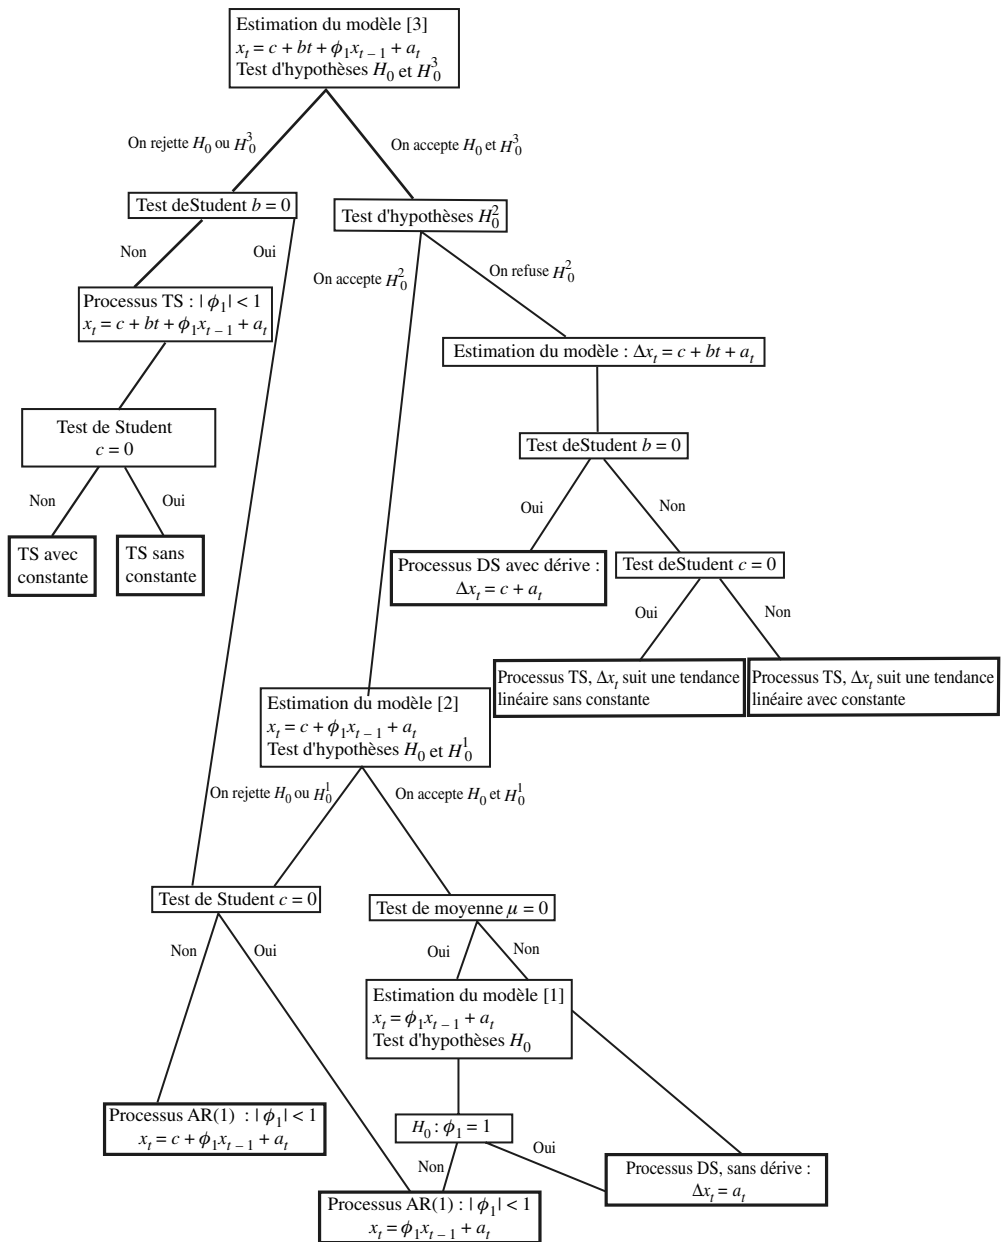 Estimation du modèle [3]
x_t = c + bt + ϕ_1x_{t – 1} + a_t
Test d'hypothèses H_0 et H_0^3
On rejette H_0 ou H_0^3
On accepte H_0 et H_0^3
Test deStudent b = 0
Test d'hypothèses H_0^2
Non
Oui
On accepte H_0^2
On refuse H_0^2
Processus TS : | ϕ_1| < 1
x_t = c + bt + ϕ_1x_{t – 1} + a_t
Estimation du modèle : Δx_t = c + bt + a_t
Test de Student
c = 0
Test deStudent b = 0
Non
Oui
Oui
Non
TS avec
constante
TS sans
constante
Processus DS avec dérive :
Δx_t = c + a_t
Test deStudent c = 0
Oui
Non
Processus TS, Δx_t suit une tendance
linéaire sans constante
Processus TS, Δx_t suit une tendance
linéaire avec constante
Estimation du modèle [2]
x_t = c + ϕ_1x_{t – 1} + a_t
Test d'hypothèses H_0 et H_0^1
On rejette H_0 ou H_0^1
On accepte H_0 et H_0^1
Test de Student c = 0
Test de moyenne μ = 0
Non
Oui
Oui
Non
Estimation du modèle [1]
x_t = ϕ_1x_{t – 1} + a_t
Test d'hypothèses H_0
Processus AR(1) : | ϕ_1| < 1
x_t = c + ϕ_1x_{t – 1} + a_t
H_0 : ϕ_1 = 1
Non
Oui
Processus DS, sans dérive :
Δx_t = a_t
Processus AR(1) : | ϕ_1| < 1
x_t = ϕ_1x_{t – 1} + a_t